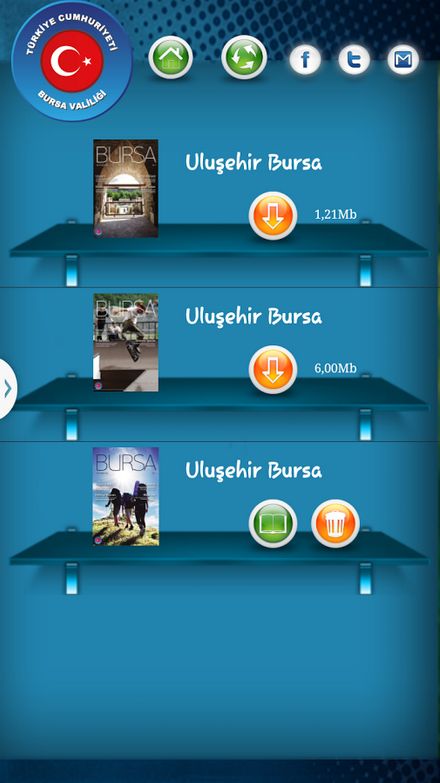 TÜRKİYE CUMHURİYETİ
BURSA VALİLİĞİ
f
t
M
BURSA
Uluşehir Bursa
1,21Mb
BURSA
Uluşehir Bursa
6,00Mb
BURSA
Uluşehir Bursa